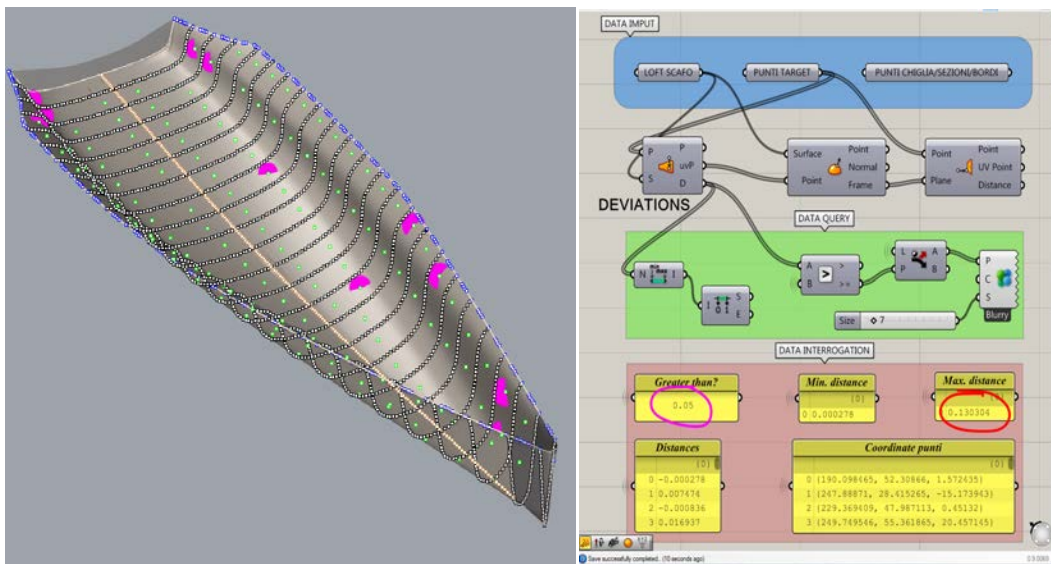 DATA IMPUT
LOFT SCAFO
PUNTI TARGET
PUNTI CHIGLIA/SEZIONI/BORDI
P
S
P
uvP
D
Surface
Point
Point
Normal
Frame
Point
Plane
Point
UV Point
Distance
DEVIATIONS
DATA QUERY
N
I
I
S
E
A
B
>
>
>=
L
P
A
B
P
C
S
Blurry
Size
7
DATA INTERROGATION
Greater than?
0.05
Min. distance
{0}
0 0.000278
Max. distance
0.130304
Distances
{0}
0 -0.000278
1 0.007474
2 -0.000836
3 0.016937
Coordinate punti
{0}
0 {190.098465, 52.30866, 1.572435}
1 {247.88871, 28.415265, -15.173943}
2 {229.369409, 47.987113, 0.45132}
3 {249.749546, 55.361865, 20.457145}
Save successfully completed.. (10 seconds ago)